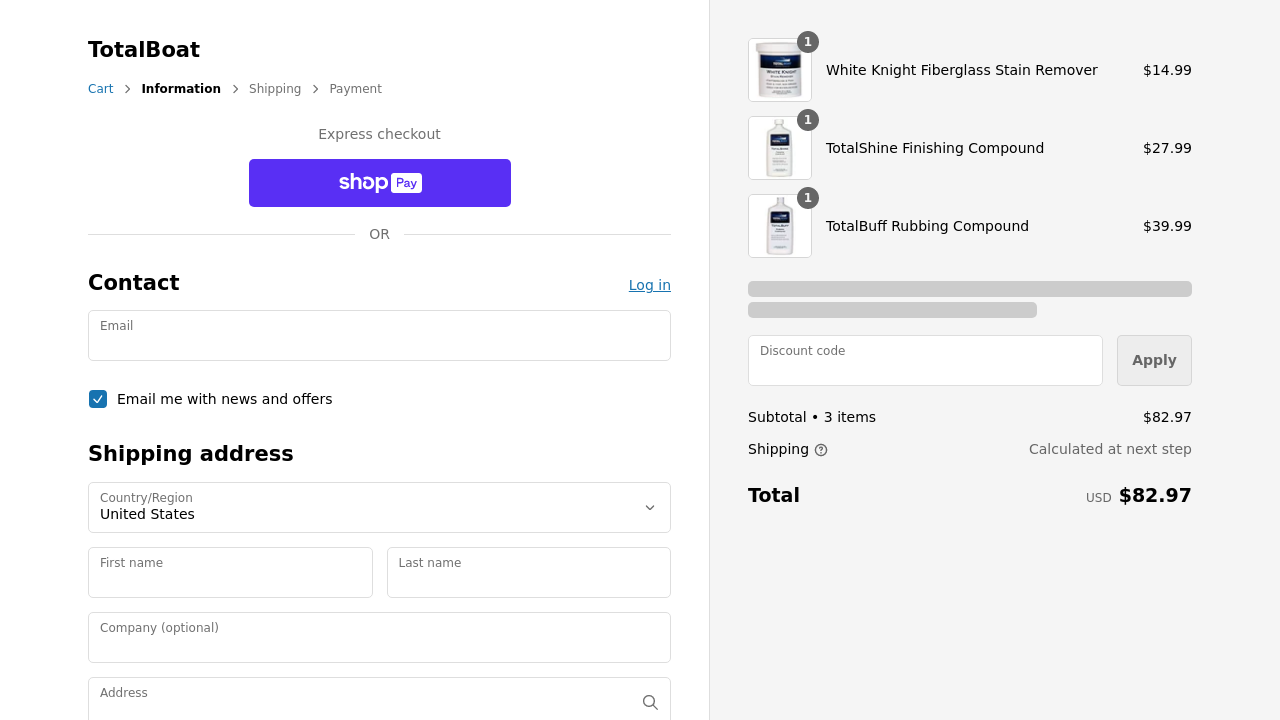 TotalBoat
Cart
Information
Shipping
Payment
Express checkout
shop Pay
OR
Contact
Log in
Email
Email me with news and offers
Shipping address
Country/Region
United States
First name
Last name
Company (optional)
Address
1
White Knight Fiberglass Stain Remover
$14.99
1
TotalShine Finishing Compound
$27.99
1
TotalBuff Rubbing Compound
$39.99
Discount code
Apply
Subtotal • 3 items
$82.97
Shipping
Calculated at next step
Total
USD $82.97